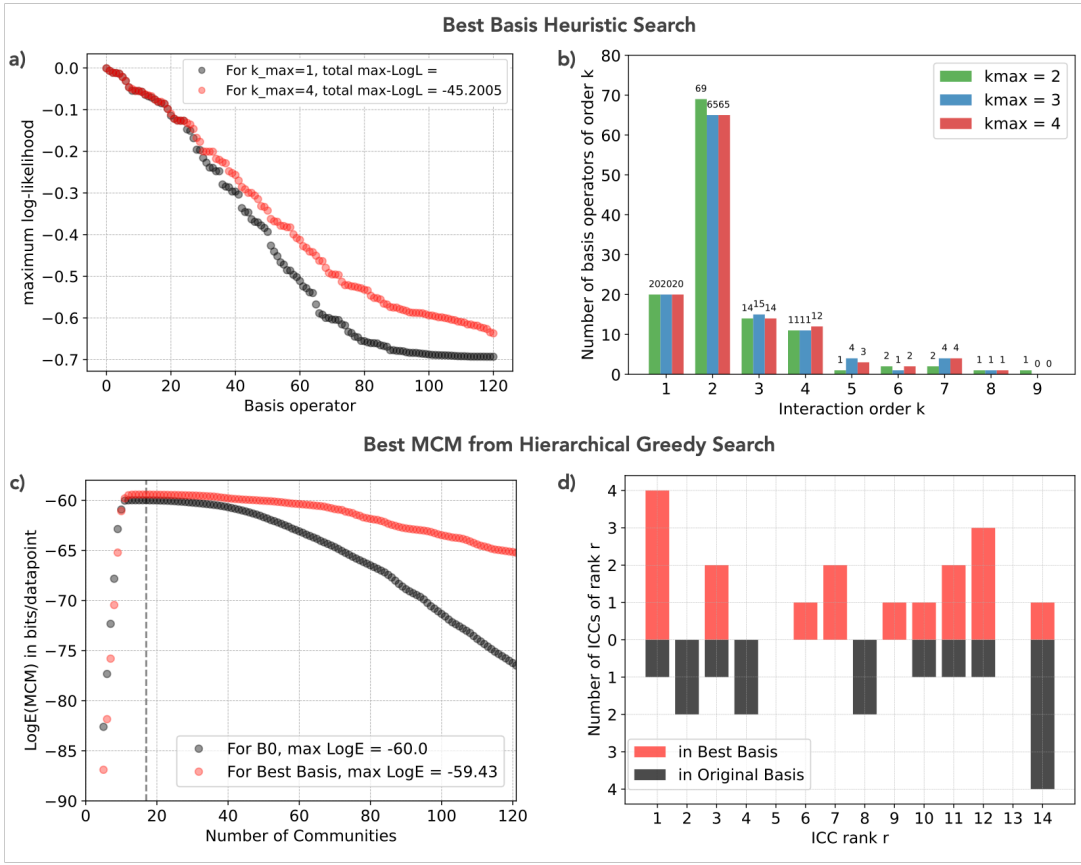 Best Basis Heuristic Search
a)
0.0
−0.1
−0.2
−0.3
−0.4
−0.5
−0.6
−0.7
maximum log-likelihood
For k_max=1, total max-LogL =
For k_max=4, total max-LogL = -45.2005
0 20 40 60 80 100 120
Basis operator
b)
80
70
60
50
40
30
20
10
0
Number of basis operators of order k
kmax = 2
kmax = 3
kmax = 4
20 20 20
69 65 65
14 15 14
11 11 12
1 4 3
2 1 2
2 4 4
1 1 1
1 0 0
1 2 3 4 5 6 7 8 9
Interaction order k
Best MCM from Hierarchical Greedy Search
c)
−60
−65
−70
−75
−80
−85
−90
LogE(MCM) in bits/datapoint
For B0, max LogE = -60.0
For Best Basis, max LogE = -59.43
0 20 40 60 80 100 120
Number of Communities
d)
4
3
2
1
0
1
2
3
4
Number of ICCs of rank r
in Best Basis
in Original Basis
1 2 3 4 5 6 7 8 9 10 11 12 13 14
ICC rank r